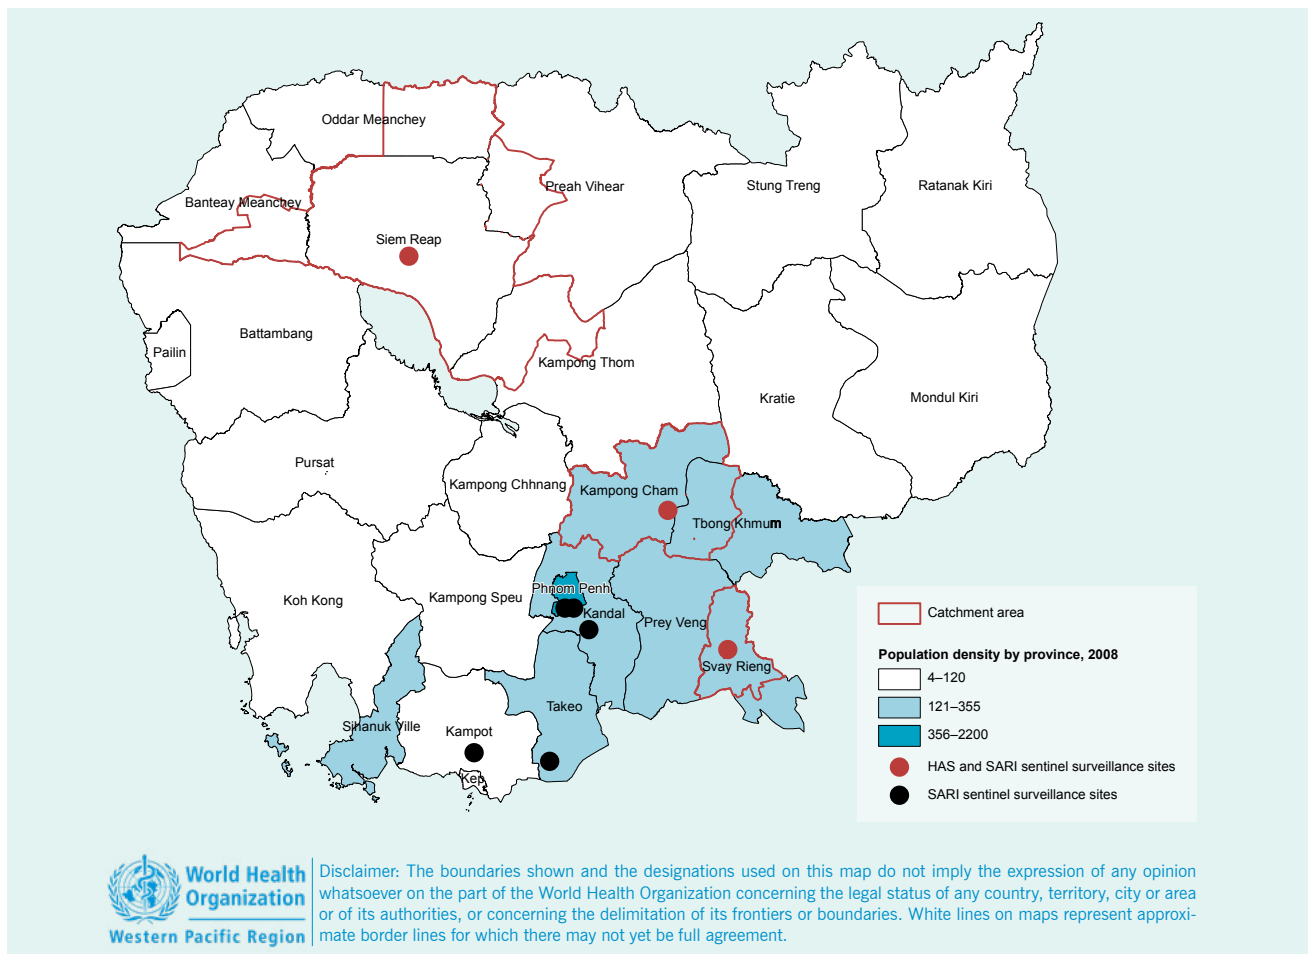 Oddar Meanchey
Banteay Meanchey
Preah Vihear
Stung Treng
Ratanak Kiri
Siem Reap
Battambang
Pailin
Kampong Thom
Kratie
Mondul Kiri
Pursat
Kampong Chhnang
Kampong Cham
Tbong Khmum
Koh Kong
Kampong Speu
Phnom Penh
Kandal
Prey Veng
Svay Rieng
Takeo
Sihanuk Ville
Kampot
Kep
Catchment area
Population density by province, 2008
4–120
121–355
356–2200
HAS and SARI sentinel surveillance sites
SARI sentinel surveillance sites
World Health
Organization
Western Pacific Region
Disclaimer: The boundaries shown and the designations used on this map do not imply the expression of any opinion
whatsoever on the part of the World Health Organization concerning the legal status of any country, territory, city or area
or of its authorities, or concerning the delimitation of its frontiers or boundaries. White lines on maps represent approxi-
mate border lines for which there may not yet be full agreement.